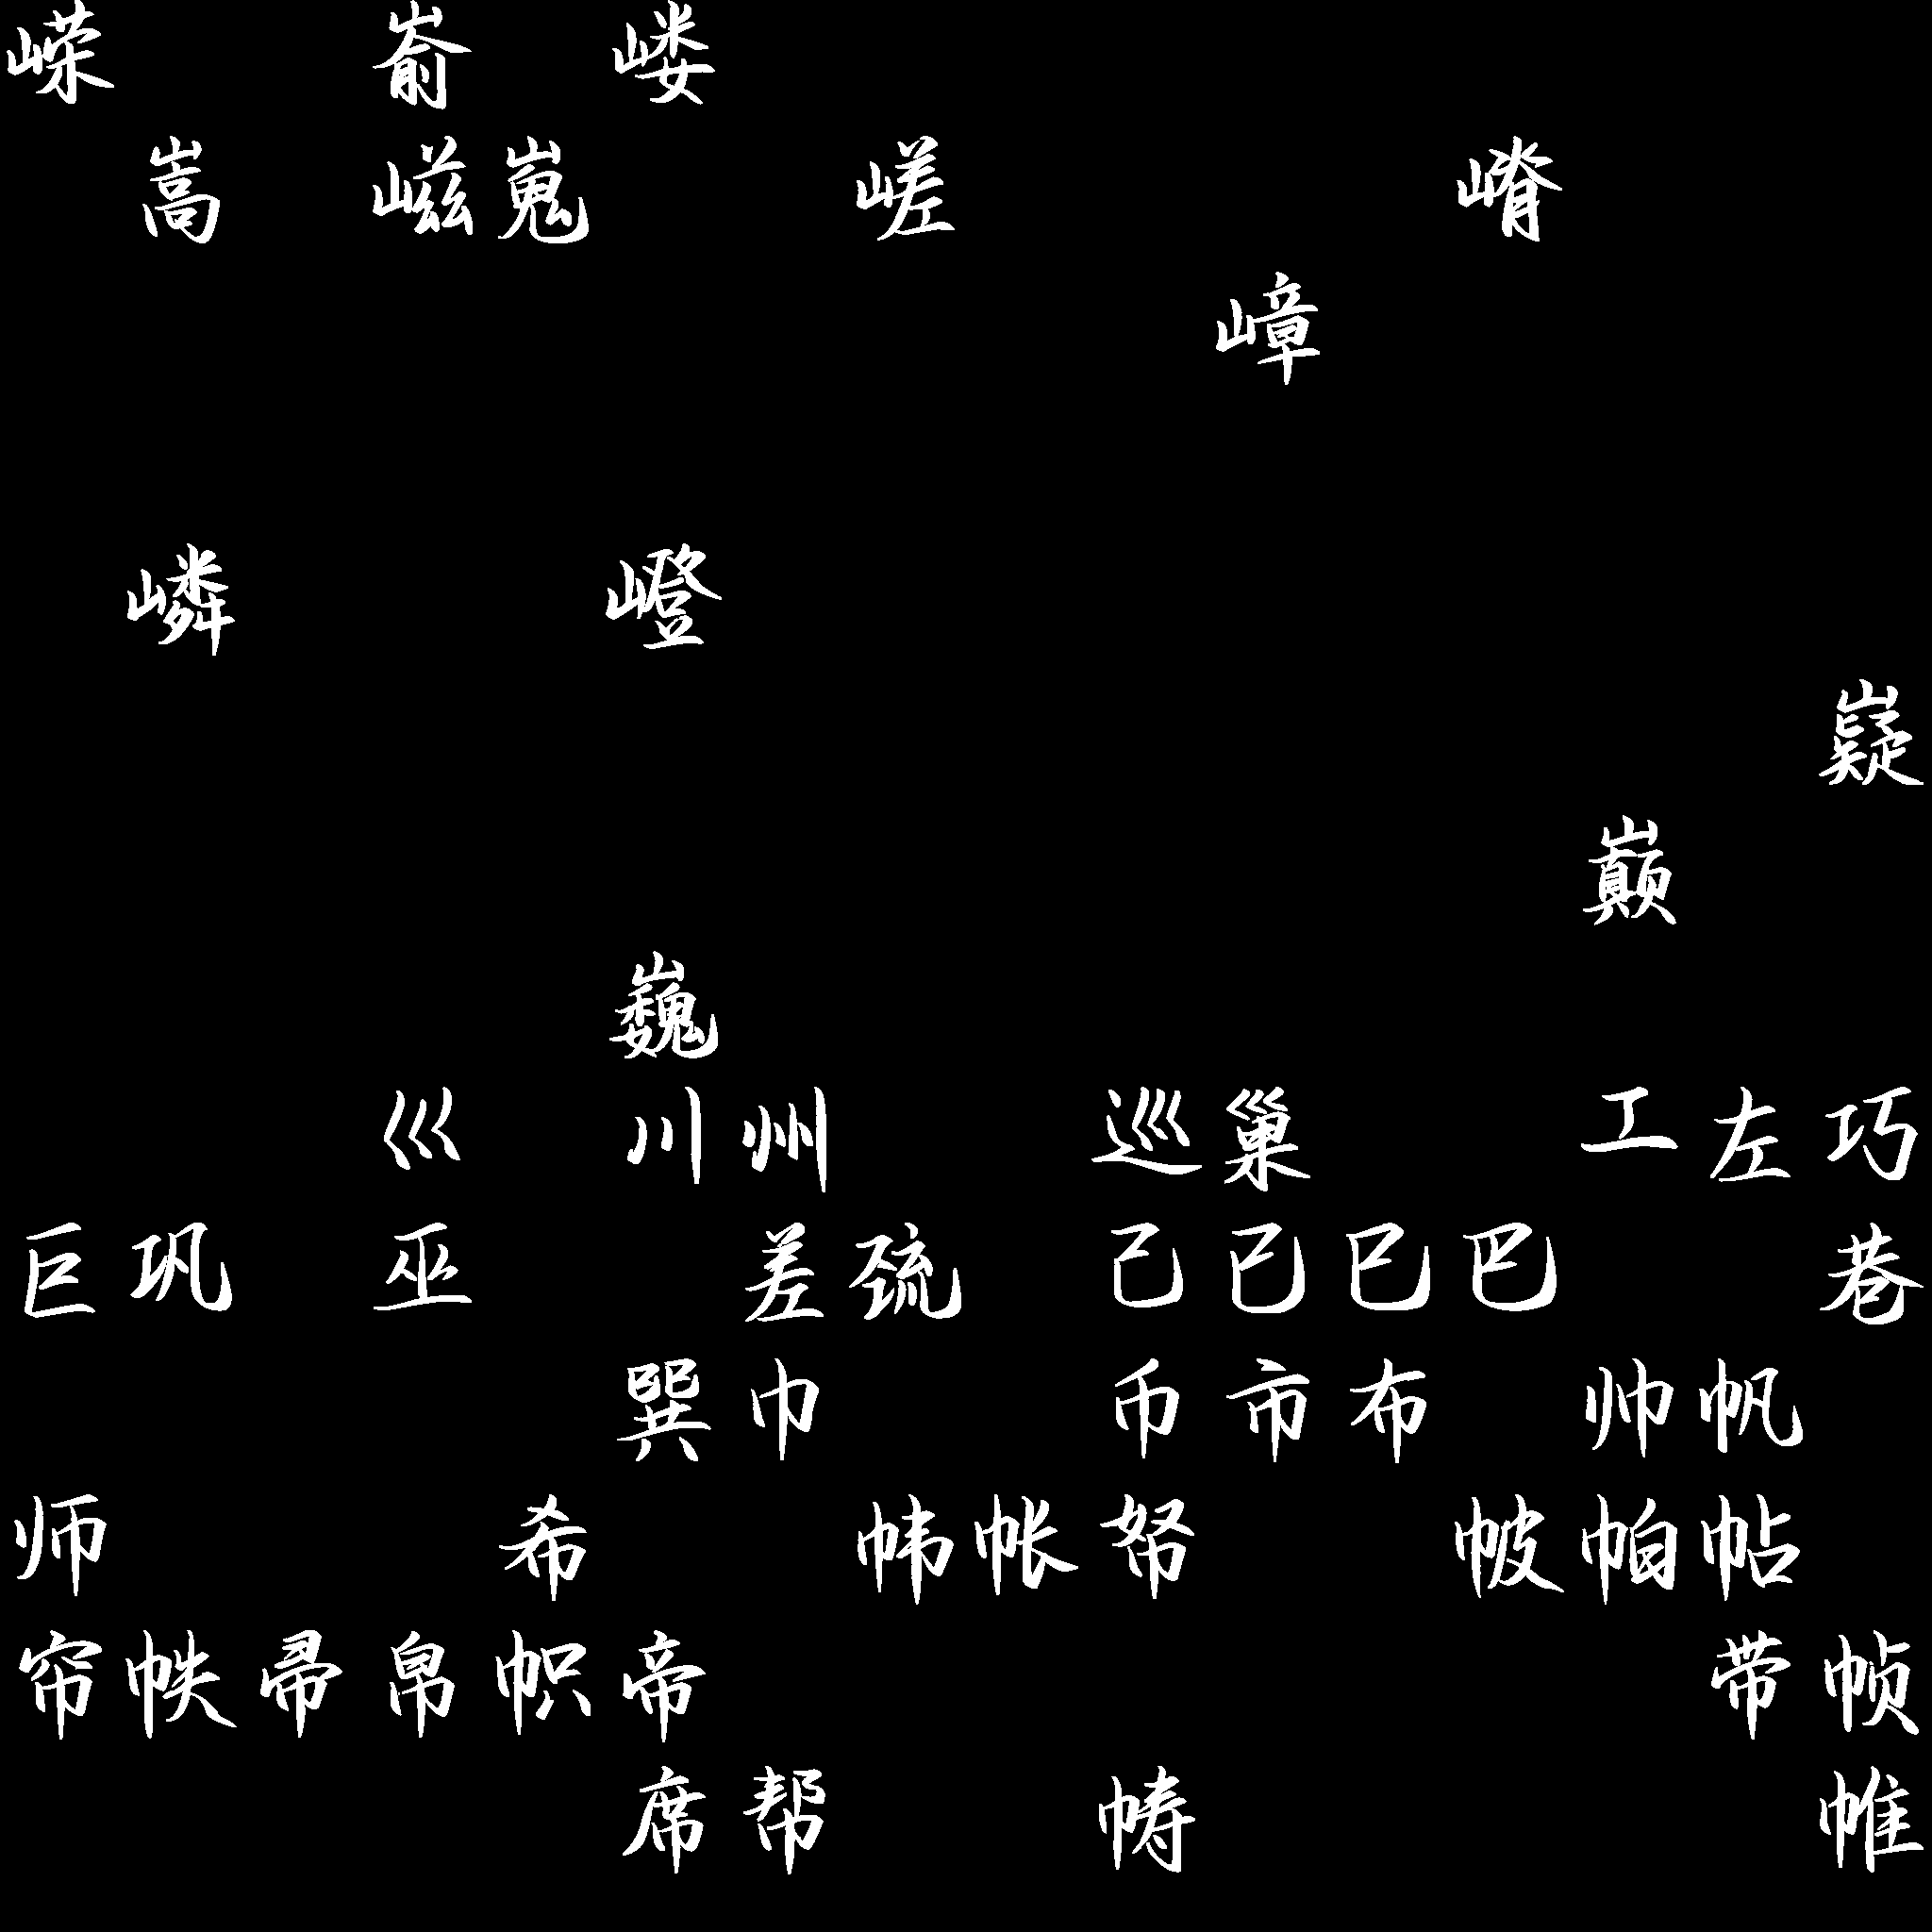 嵘 嵛 嵝
嵩 嵫 嵬 嵯 嵴
嶂
嶙 嶝
嶷
巅
巍
巛 川 州 巡 巢 工 左 巧
巨 巩 巫 差 巯 己 已 巳 巴 巷
巽 巾 币 市 布 帅 帆
师 希 帏 帐 帑 帔 帕 帖
帘 帙 帚 帛 帜 帝 带 帧
席 帮 帱 帷